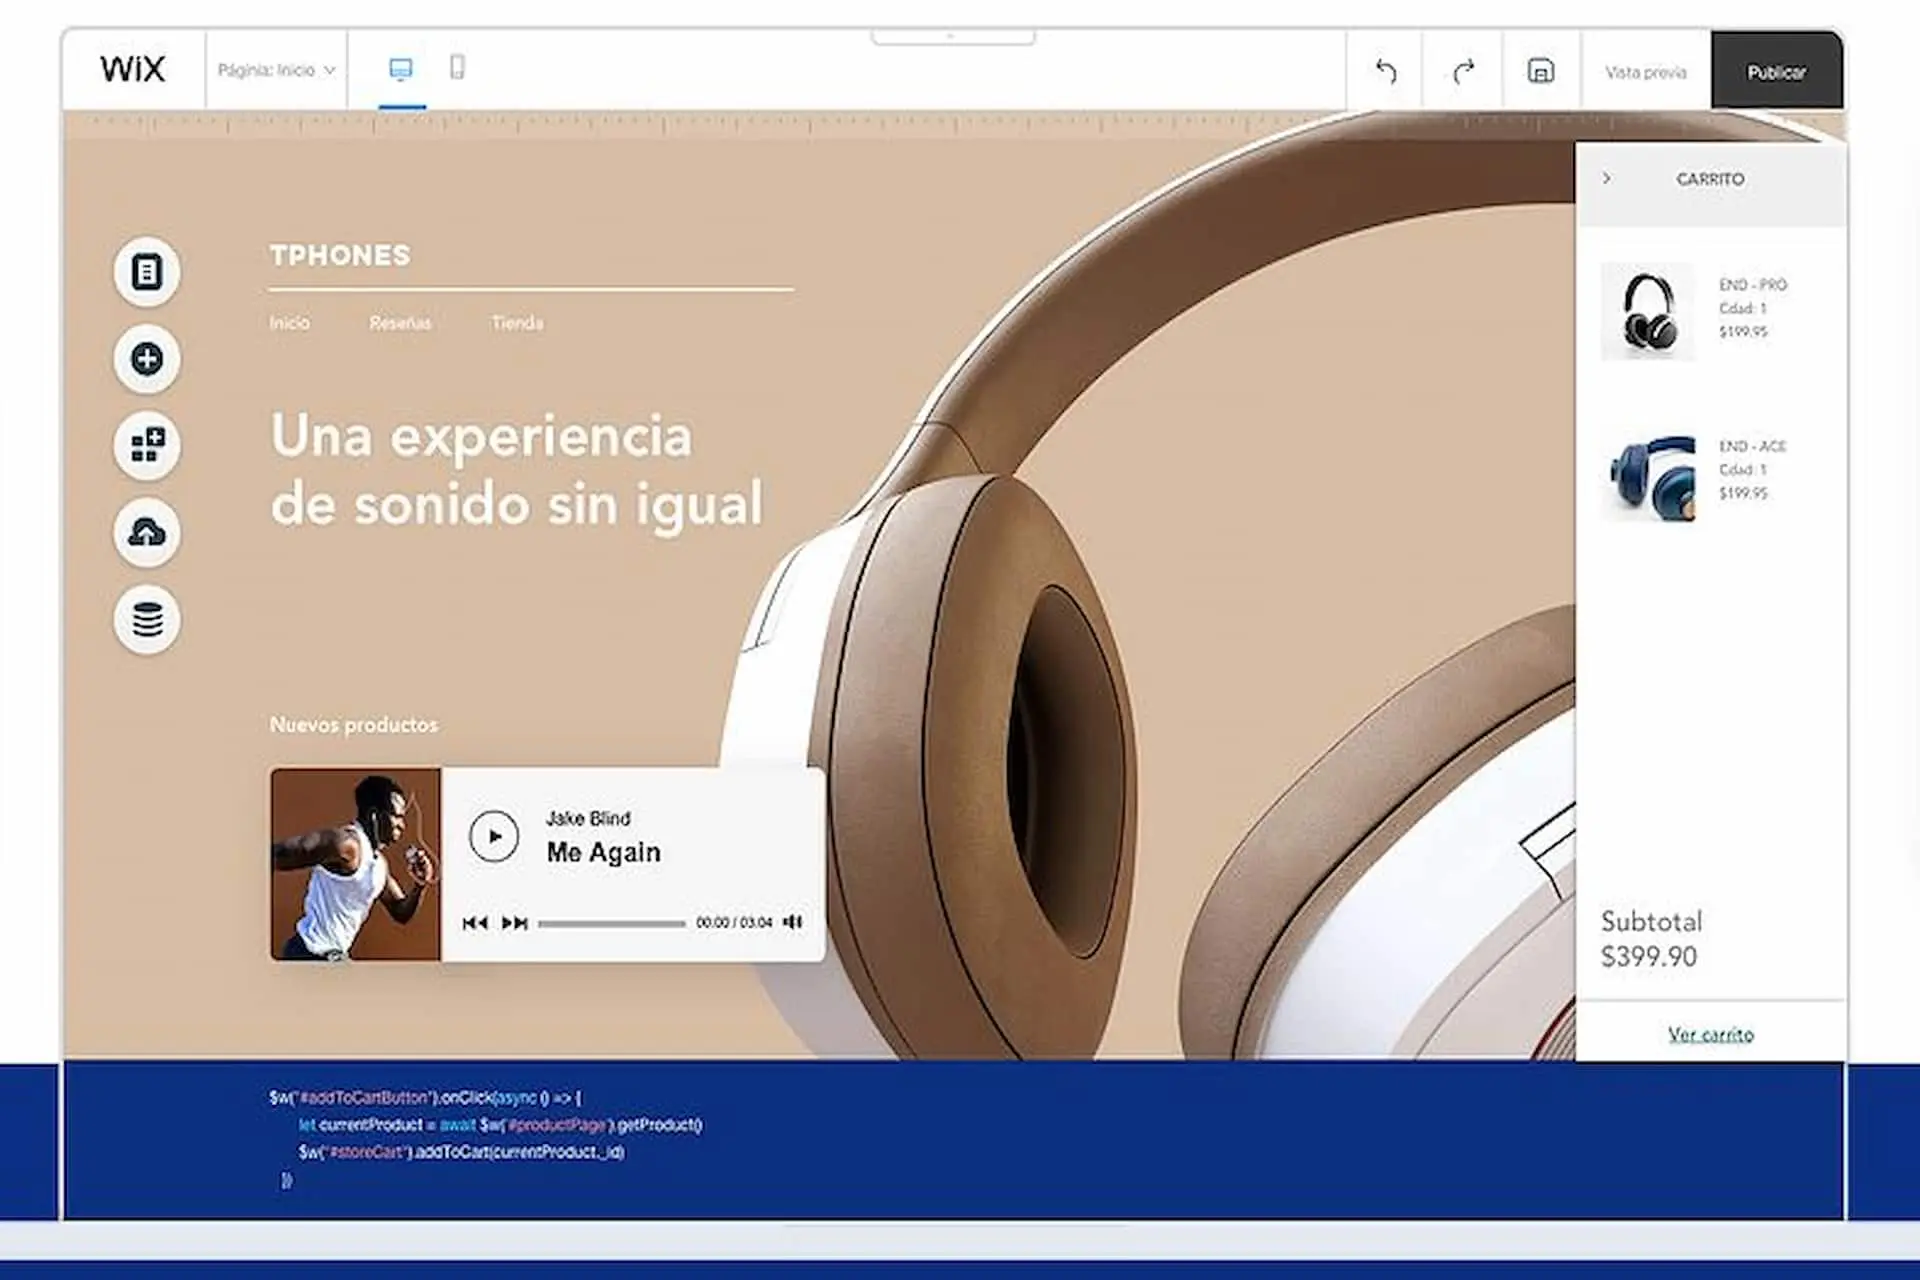 WiX
Página: Inicio
Vista previa
Publicar
TPHONES
Inicio
Reseñas
Tienda
Una experiencia
de sonido sin igual
Nuevos productos
Jake Blind
Me Again
00:00 / 03:04
CARRITO
END - PRO
Cdad: 1
$199.95
END - ACE
Cdad: 1
$199.95
Subtotal
$399.90
Ver carrito
$w("#addToCartButton").onClick(async () => {
let currentProduct = await $w('#productPage').getProduct()
$w("#storeCart").addToCart(currentProduct._id)
})